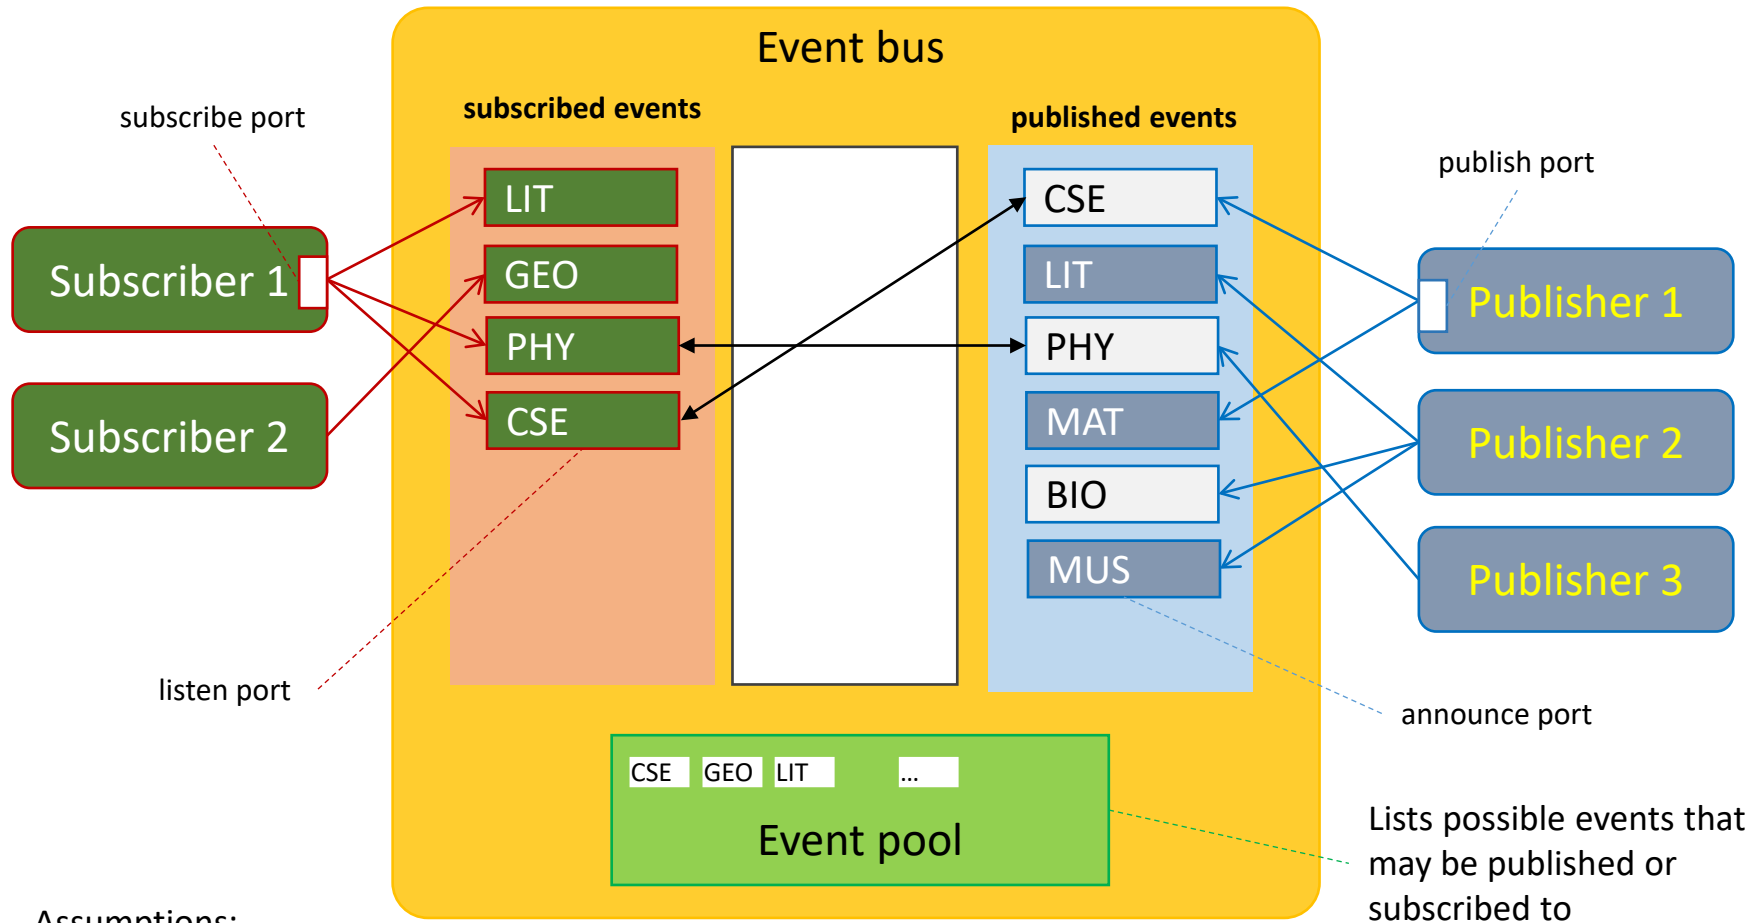 Event bus
subscribe port
subscribed events
published events
publish port
LIT
GEO
PHY
CSE
CSE
LIT
PHY
MAT
BIO
MUS
Subscriber 1
Subscriber 2
Publisher 1
Publisher 2
Publisher 3
listen port
announce port
CSE GEO LIT ...
Event pool
Lists possible events that
may be published or
subscribed to
Assumptions: